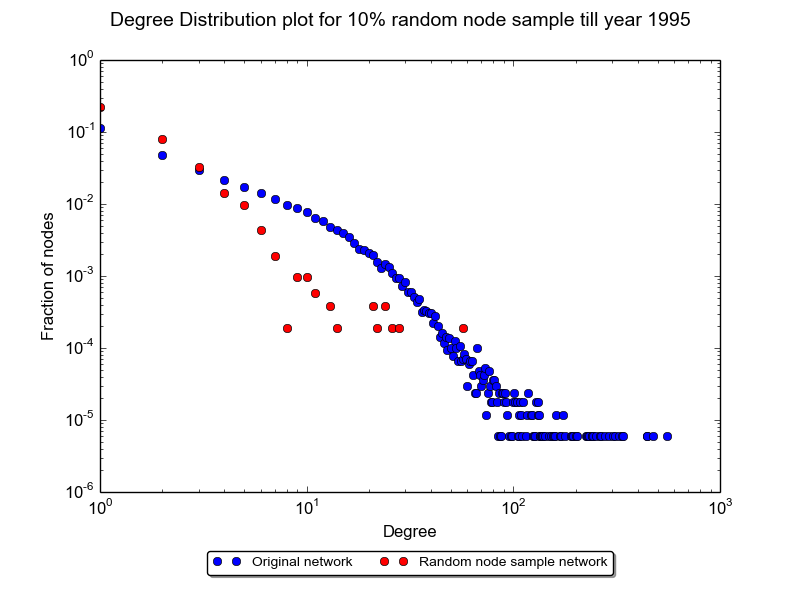 Degree Distribution plot for 10% random node sample till year 1995
10^0
10^-1
10^-2
10^-3
10^-4
10^-5
10^-6
Fraction of nodes
10^0 10^1 10^2 10^3
Degree
Original network Random node sample network